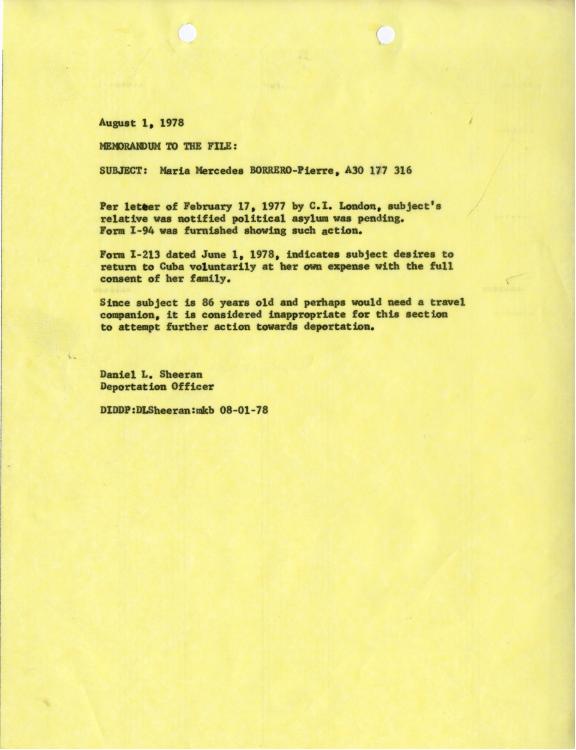 August 1, 1978
MEMORANDUM TO THE FILE:
SUBJECT: Maria Mercedes BORRERO-Pierre, A30 177 316
Per letter of February 17, 1977 by C.I. London, subject's
relative was notified political asylum was pending.
Form I-94 was furnished showing such action.
Form I-213 dated June 1, 1978, indicates subject desires to
return to Cuba voluntarily at her own expense with the full
consent of her family.
Since subject is 86 years old and perhaps would need a travel
companion, it is considered inappropriate for this section
to attempt further action towards deportation.
Daniel L. Sheeran
Deportation Officer
DIDDP:DLSheeran:mkb 08-01-78